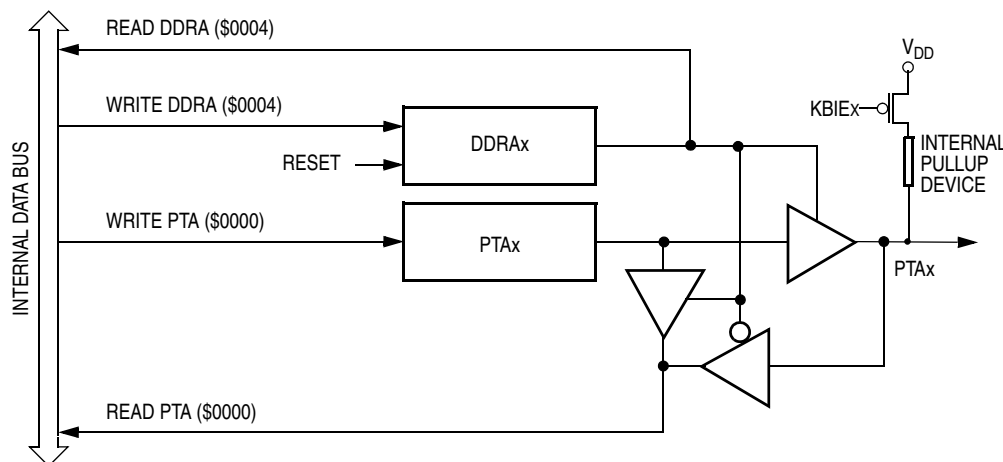 READ DDRA ($0004)
VDD
WRITE DDRA ($0004)
KBIEx
DDRAx
INTERNAL
PULLUP
DEVICE
RESET
WRITE PTA ($0000)
PTAx
PTAx
INTERNAL DATA BUS
READ PTA ($0000)